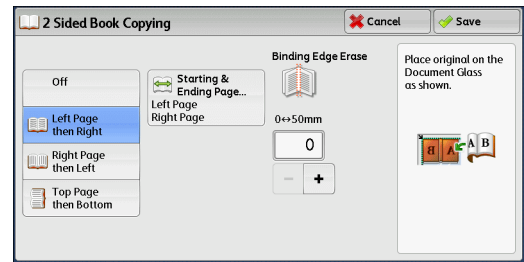 2 Sided Book Copying
Cancel
Save
Off
Left Page
then Right
Right Page
then Left
Top Page
then Bottom
Starting &
Ending Page...
Left Page
Right Page
Binding Edge Erase
0↔50mm
0
− +
Place original on the
Document Glass
as shown.
B A A B